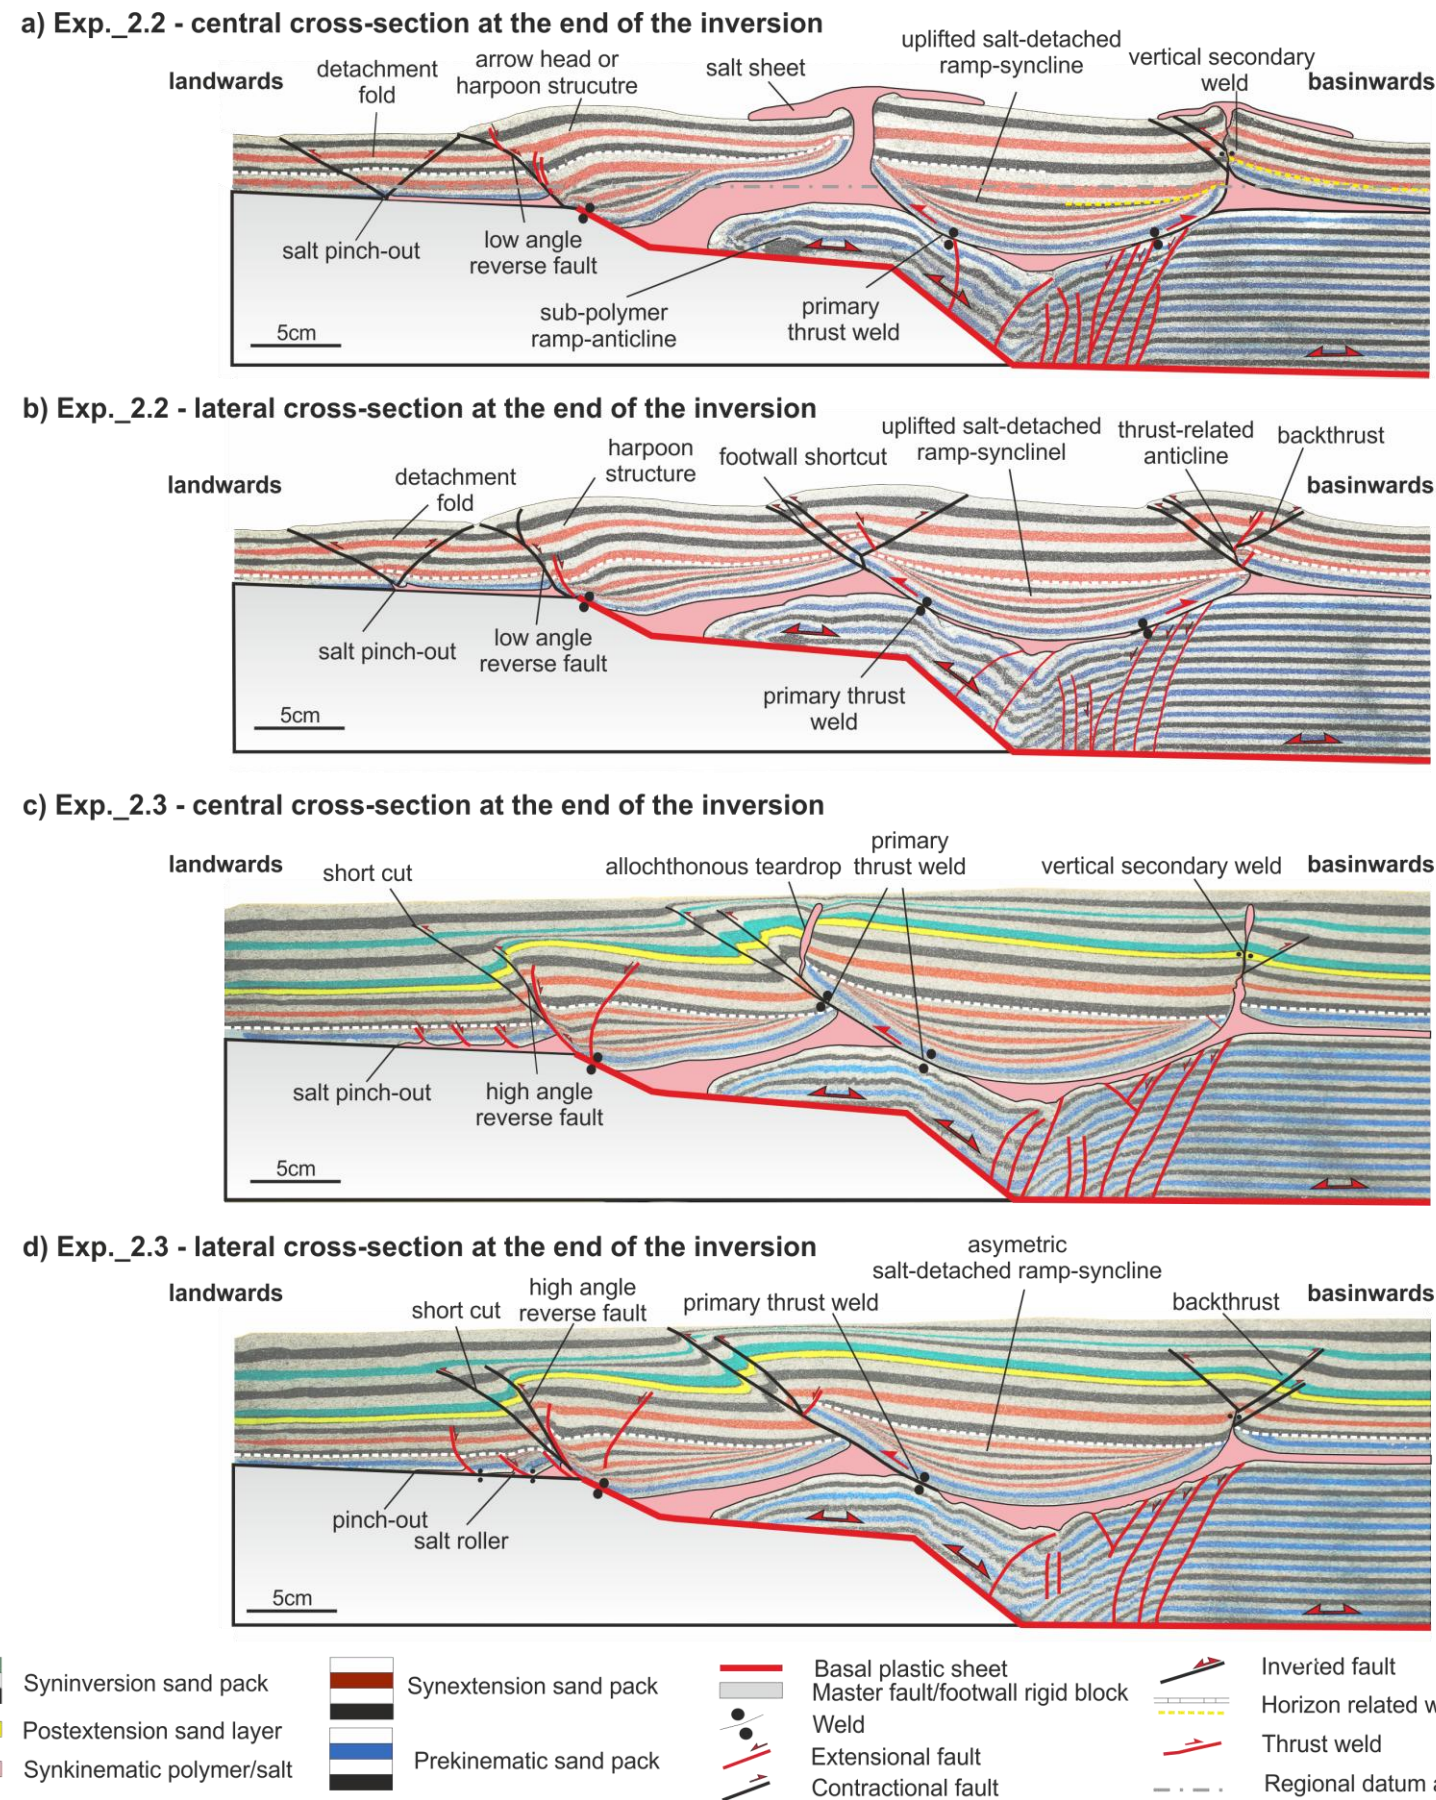 a) Exp._2.2 - central cross-section at the end of the inversion
landwards
detachment
fold
arrow head or
harpoon strucutre
salt sheet
uplifted salt-detached
ramp-syncline
vertical secondary
weld
basinwards
salt pinch-out
low angle
reverse fault
sub-polymer
ramp-anticline
primary
thrust weld
5cm
b) Exp._2.2 - lateral cross-section at the end of the inversion
landwards
detachment
fold
harpoon
structure
footwall shortcut
uplifted salt-detached
ramp-synclinel
thrust-related
anticline
backthrust
basinwards
salt pinch-out
low angle
reverse fault
primary thrust
weld
5cm
c) Exp._2.3 - central cross-section at the end of the inversion
landwards
short cut
allochthonous teardrop
primary
thrust weld
vertical secondary weld
basinwards
salt pinch-out
high angle
reverse fault
5cm
d) Exp._2.3 - lateral cross-section at the end of the inversion
landwards
short cut
high angle
reverse fault
primary thrust weld
asymetric
salt-detached ramp-syncline
backthrust
basinwards
pinch-out
salt roller
5cm
Syninversion sand pack
Postextension sand layer
Synkinematic polymer/salt
Synextension sand pack
Prekinematic sand pack
Basal plastic sheet
Master fault/footwall rigid block
Weld
Extensional fault
Contractional fault
Inverted fault
Horizon related w
Thrust weld
Regional datum a